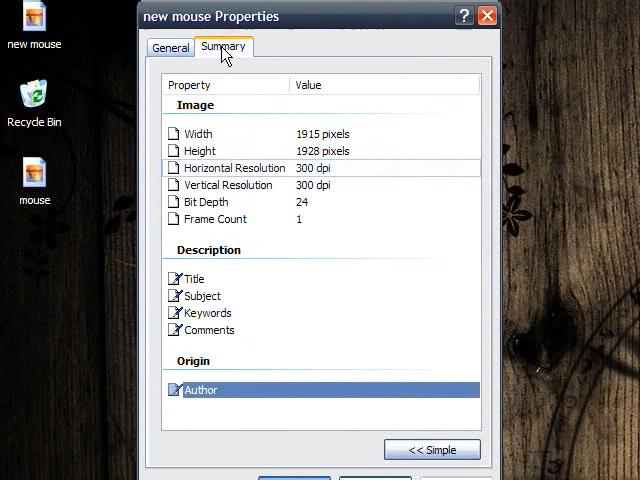 new mouse Properties
?
General
Summary
Property Value
Image
Width 1915 pixels
Height 1928 pixels
Horizontal Resolution 300 dpi
Vertical Resolution 300 dpi
Bit Depth 24
Frame Count 1
Description
Title
Subject
Keywords
Comments
Origin
Author
<< Simple
new mouse
Recycle Bin
mouse